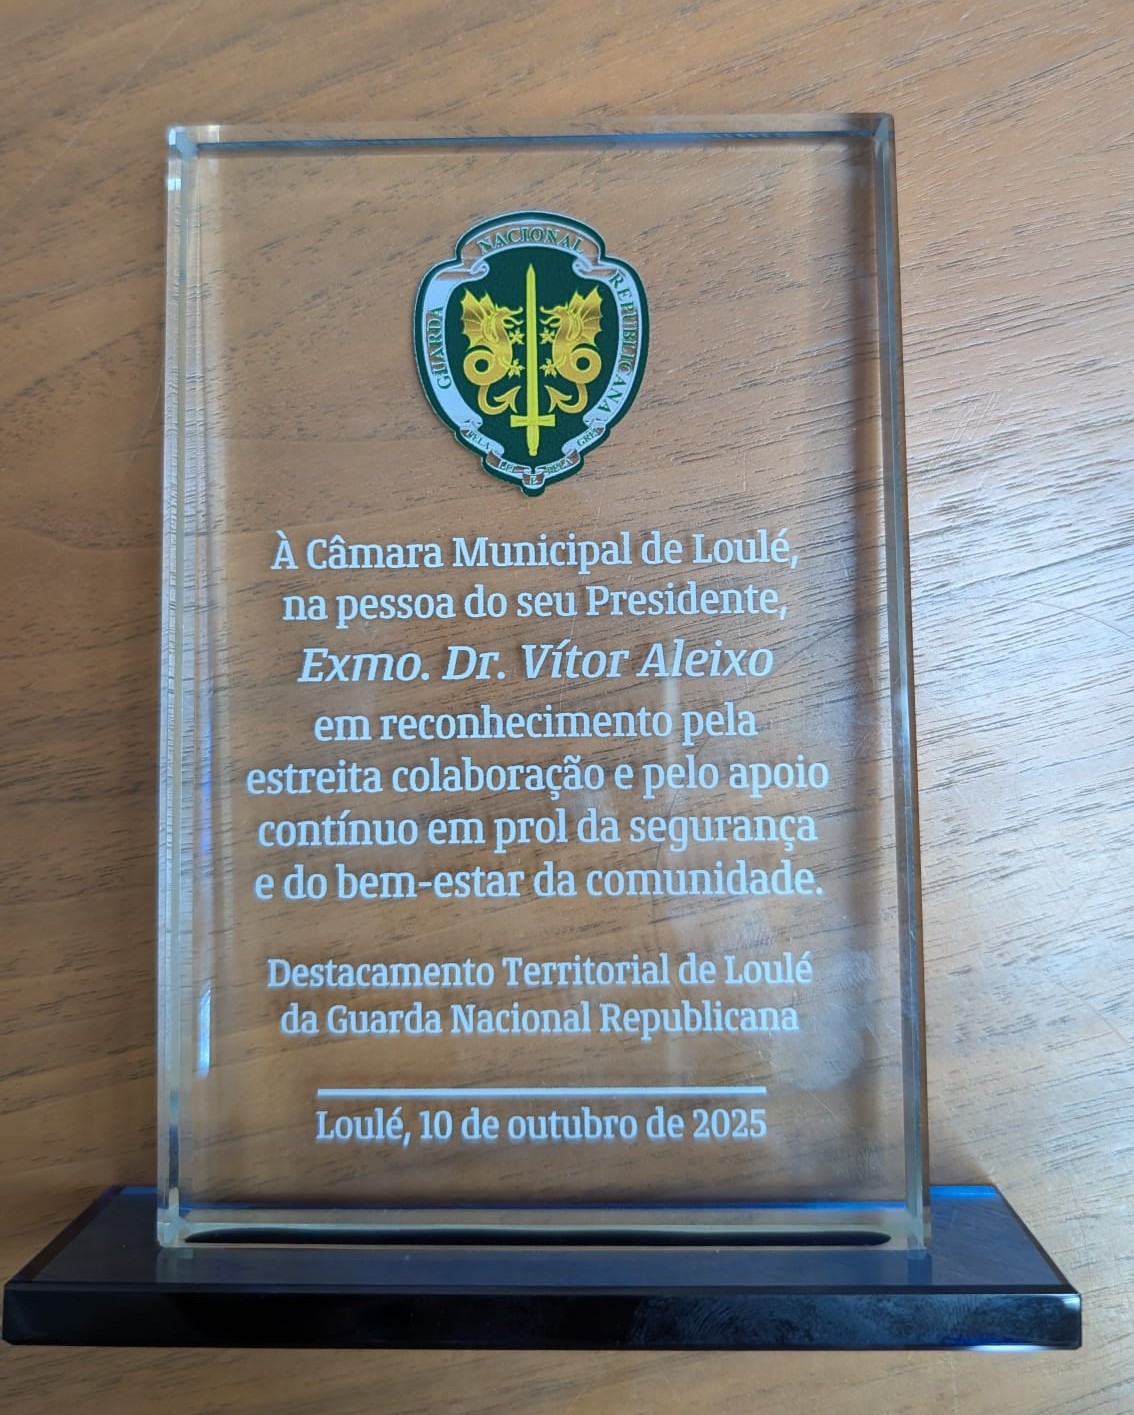 GUARDA NACIONAL REPUBLICANA
PELA LEI E PELA GREI
À Câmara Municipal de Loulé,
na pessoa do seu Presidente,
Exmo. Dr. Vítor Aleixo
em reconhecimento pela
estreita colaboração e pelo apoio
contínuo em prol da segurança
e do bem-estar da comunidade.
Destacamento Territorial de Loulé
da Guarda Nacional Republicana
Loulé, 10 de outubro de 2025